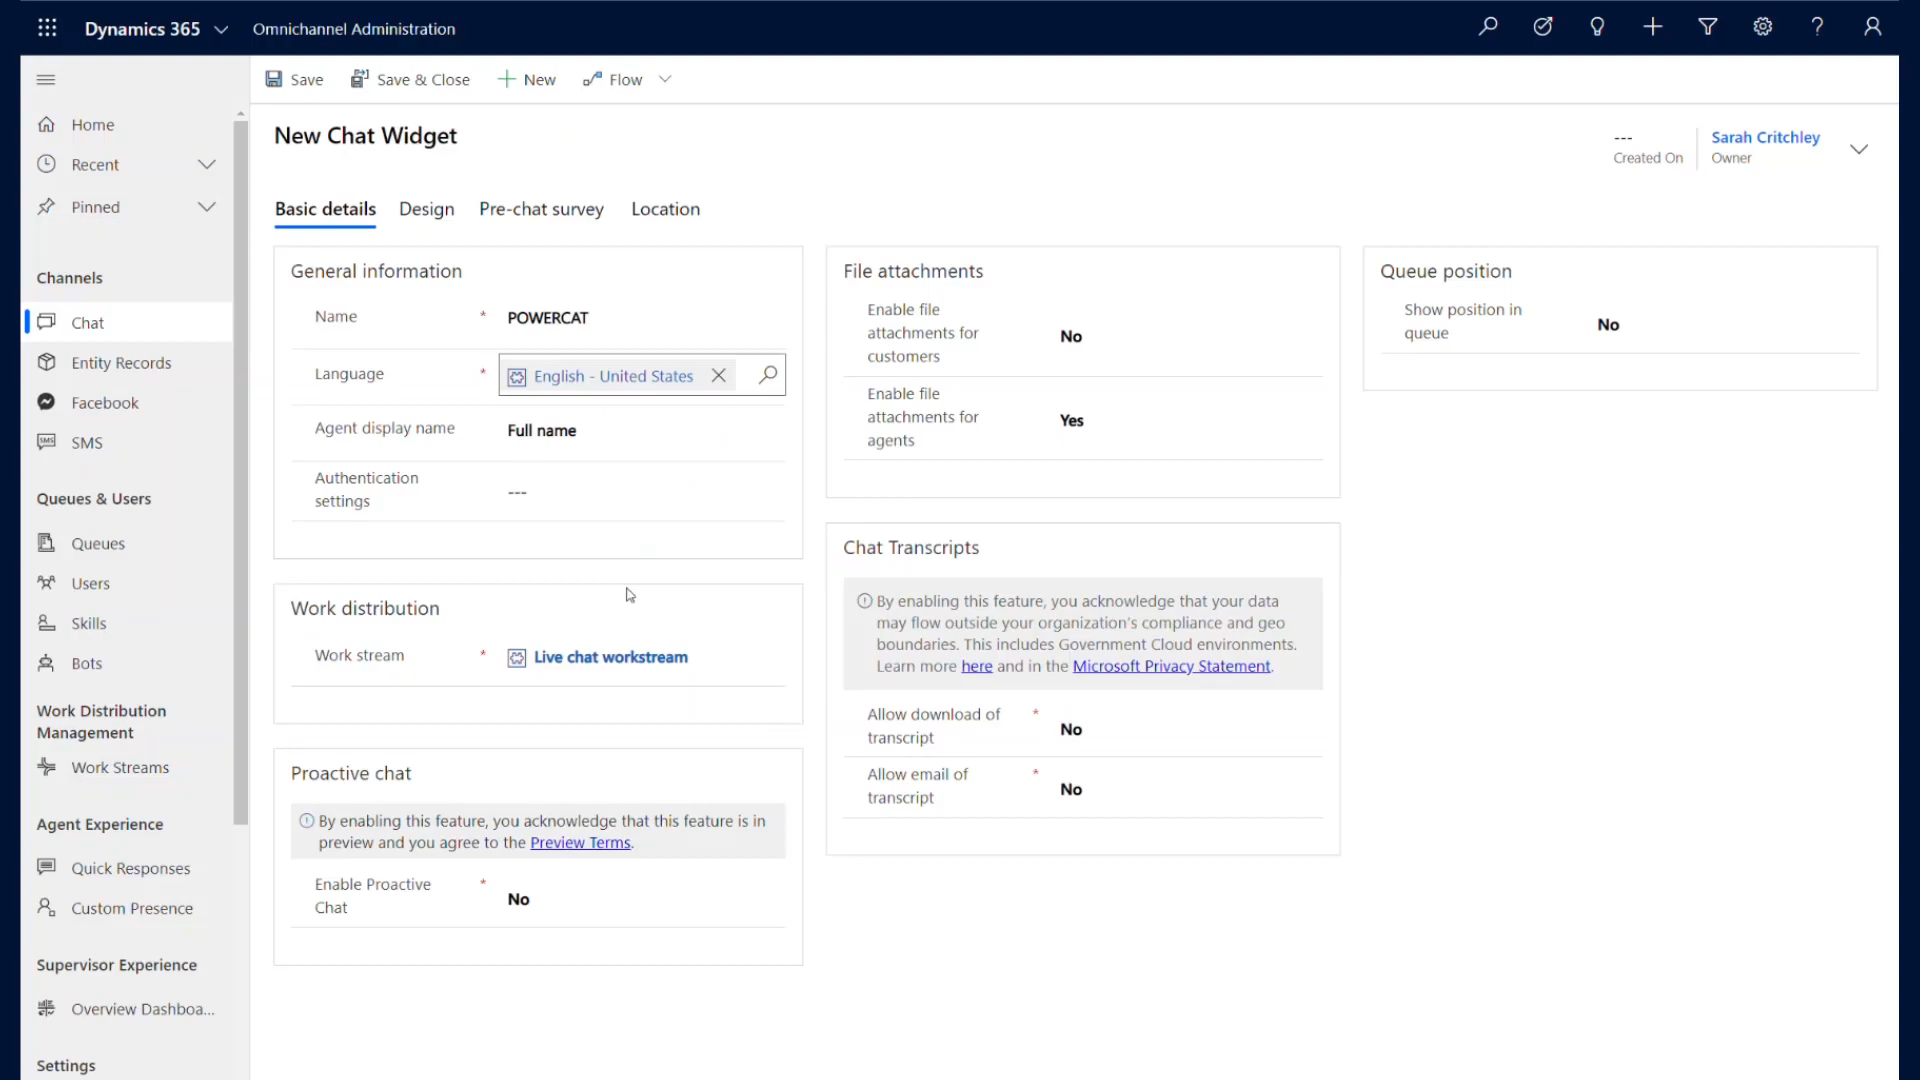 Dynamics 365
Omnichannel Administration
Save
Save & Close
New
Flow
Home
Recent
Pinned
Channels
Chat
Entity Records
Facebook
SMS
SMS
Queues & Users
Queues
Users
Skills
Bots
Work Distribution
Management
Work Streams
Agent Experience
Quick Responses
Custom Presence
Supervisor Experience
Overview Dashboa...
Settings
New Chat Widget
---
Created On
Sarah Critchley
Owner
Basic details
Design
Pre-chat survey
Location
General information
Name * POWERCAT
Language * English - United States
Agent display name Full name
Authentication
settings
---
Work distribution
Work stream * Live chat workstream
Proactive chat
By enabling this feature, you acknowledge that this feature is in
preview and you agree to the Preview Terms.
Enable Proactive
Chat
* No
File attachments
Enable file
attachments for
customers
No
Enable file
attachments for
agents
Yes
Chat Transcripts
By enabling this feature, you acknowledge that your data
may flow outside your organization's compliance and geo
boundaries. This includes Government Cloud environments.
Learn more here and in the Microsoft Privacy Statement.
Allow download of
transcript
* No
Allow email of
transcript
* No
Queue position
Show position in
queue
No